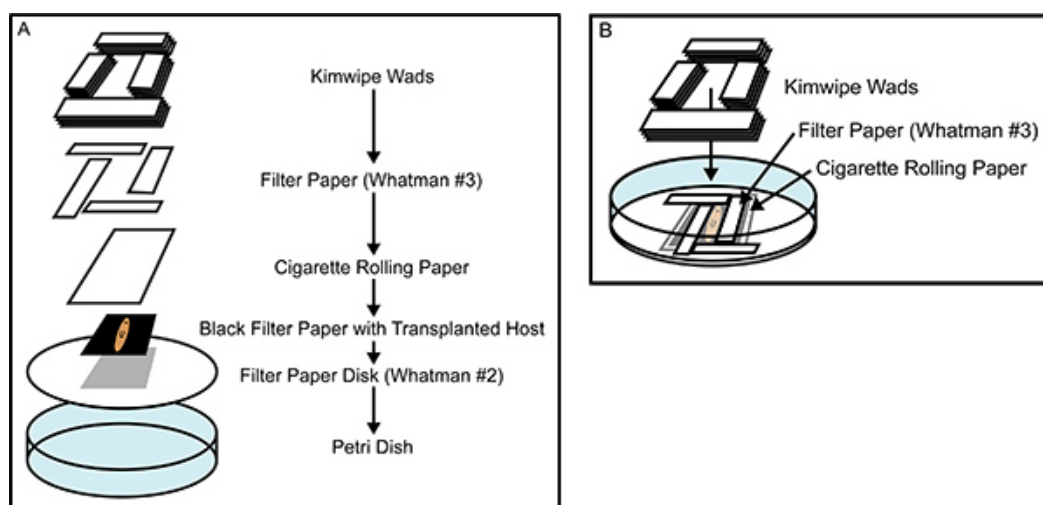 A
Kimwipe Wads
Filter Paper (Whatman #3)
Cigarette Rolling Paper
Black Filter Paper with Transplanted Host
Filter Paper Disk (Whatman #2)
Petri Dish
B
Kimwipe Wads
Filter Paper (Whatman #3)
Cigarette Rolling Paper